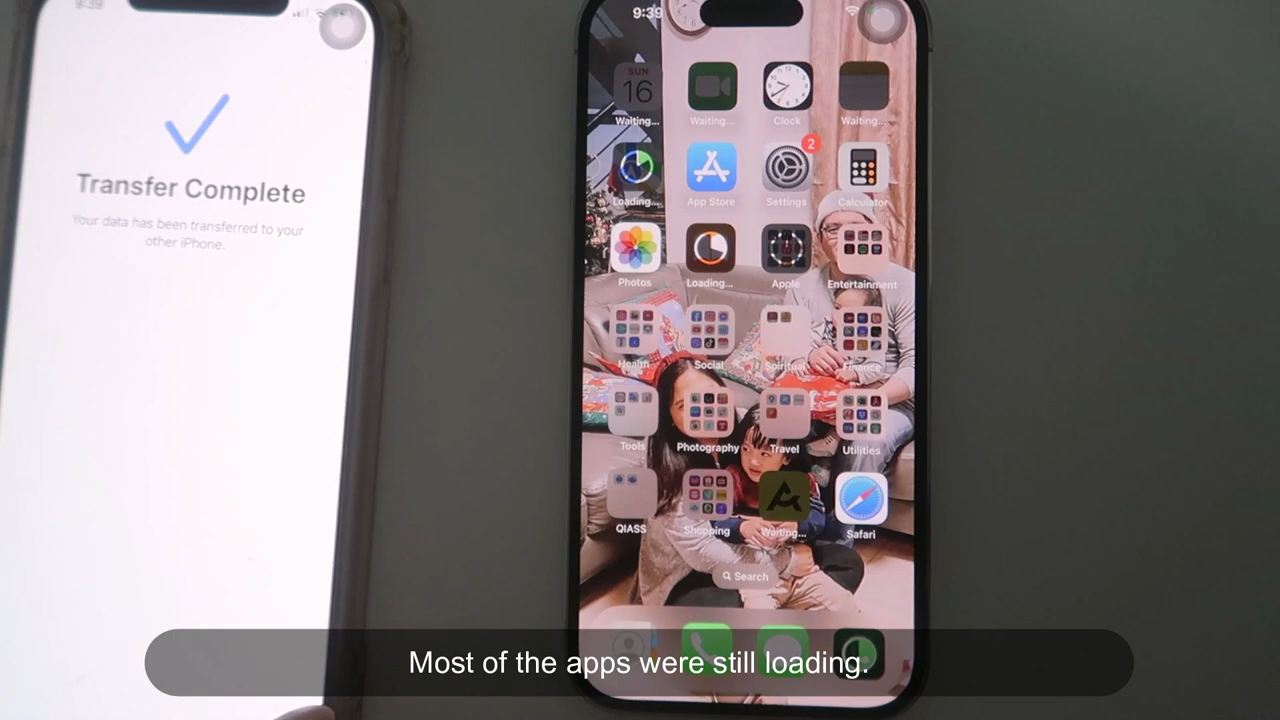 9:39
Transfer Complete
Your data has been transferred to your
other iPhone.
9:39
SUN
16
Waiting...
Waiting...
Clock
Waiting...
2
Loading...
App Store
Settings
Calculator
Photos
Loading...
Apple
Entertainment
Health
Social
Spiritual
Finance
Tools
Photography
Travel
Utilities
QIASS
Shopping
Waiting...
Safari
Search
Most of the apps were still loading.